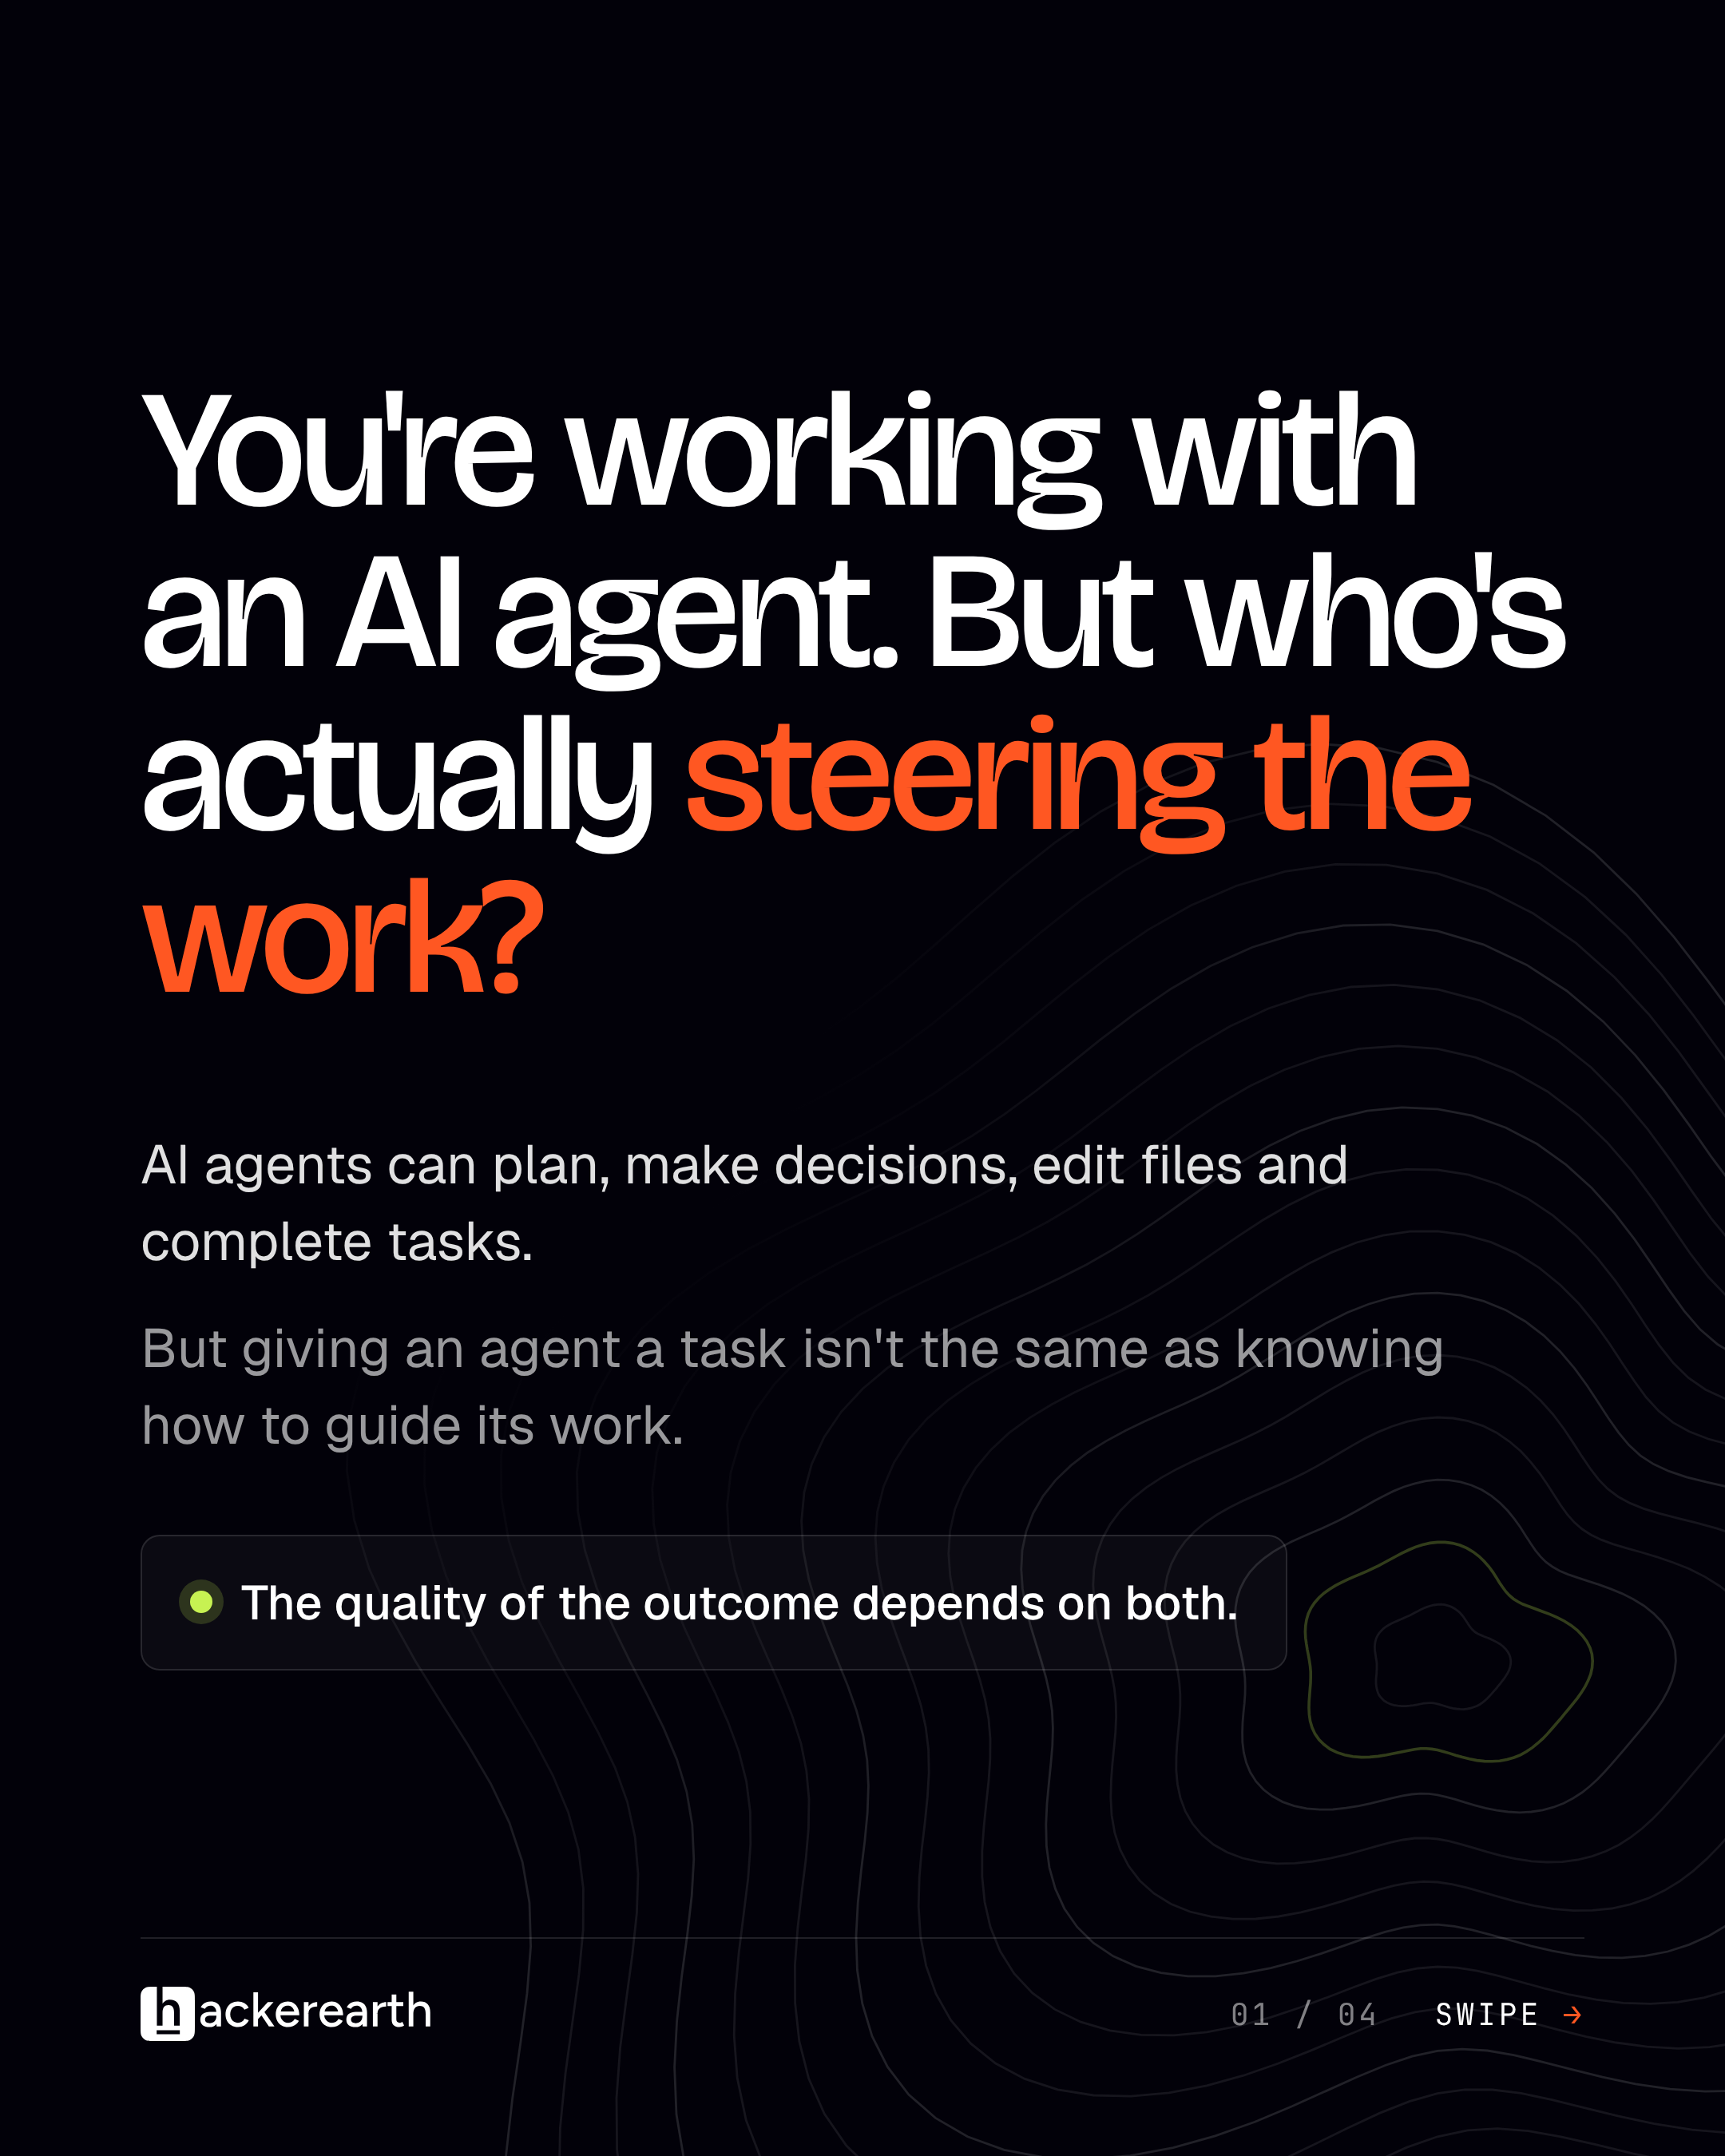 You're working with
an AI agent. But who's
actually steering the
work?
AI agents can plan, make decisions, edit files and
complete tasks.
But giving an agent a task isn't the same as knowing
how to guide its work.
The quality of the outcome depends on both.
hackerearth
01 / 04 SWIPE →